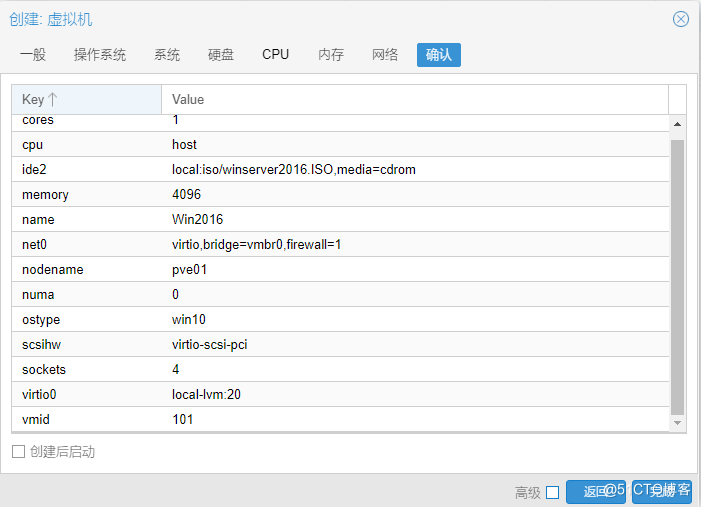 创建: 虚拟机
一般 操作系统 系统 硬盘 CPU 内存 网络 确认
Key Value
cores 1
cpu host
ide2 local:iso/winserver2016.ISO,media=cdrom
memory 4096
name Win2016
net0 virtio,bridge=vmbr0,firewall=1
nodename pve01
numa 0
ostype win10
scsihw virtio-scsi-pci
sockets 4
virtio0 local-lvm:20
vmid 101
创建后启动
高级 返回 完成
@51CTO博客